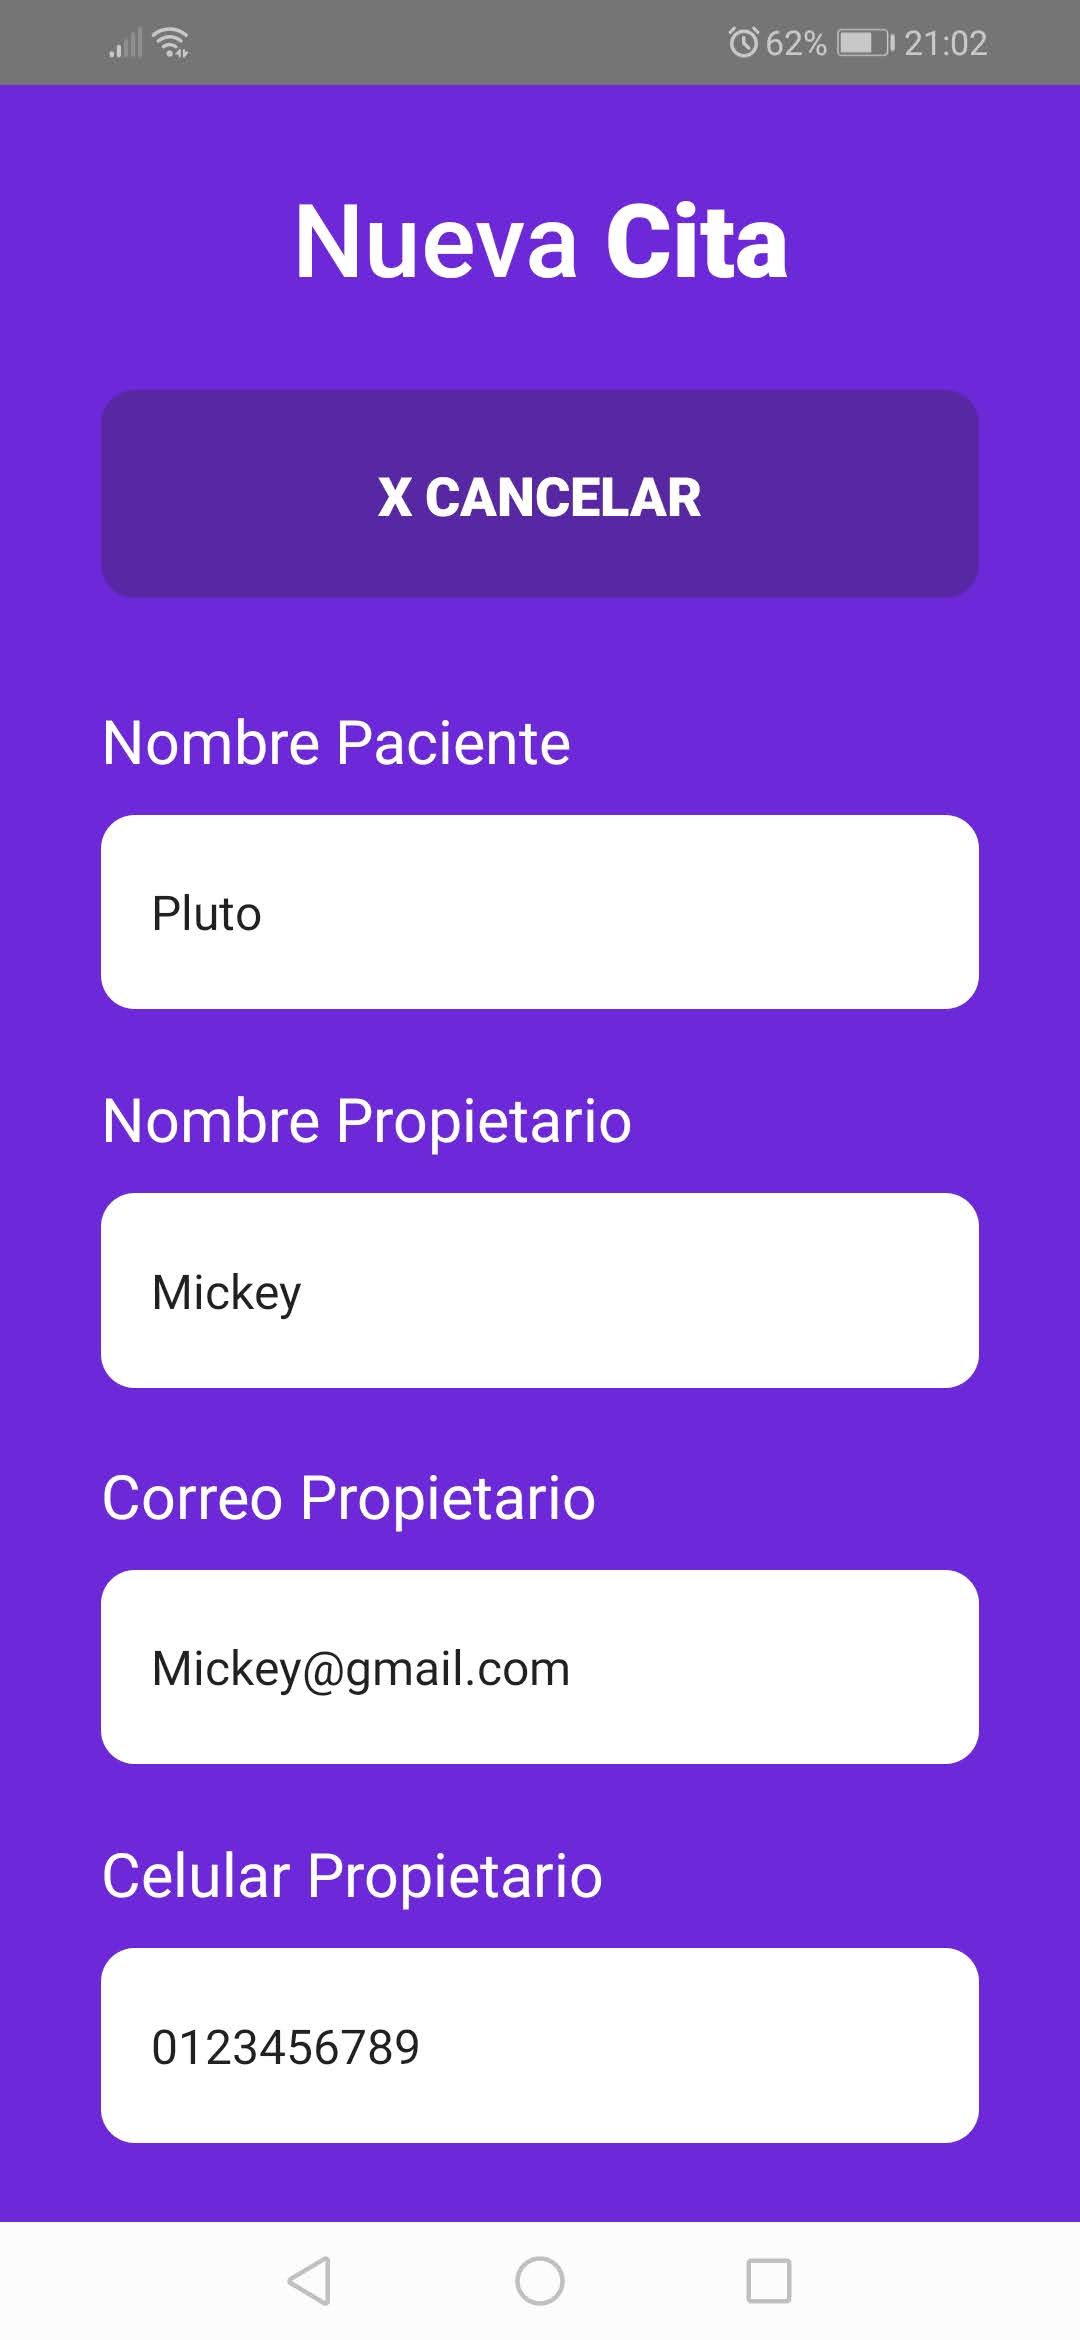 62% 21:02
Nueva Cita
X CANCELAR
Nombre Paciente
Pluto
Nombre Propietario
Mickey
Correo Propietario
Mickey@gmail.com
Celular Propietario
0123456789